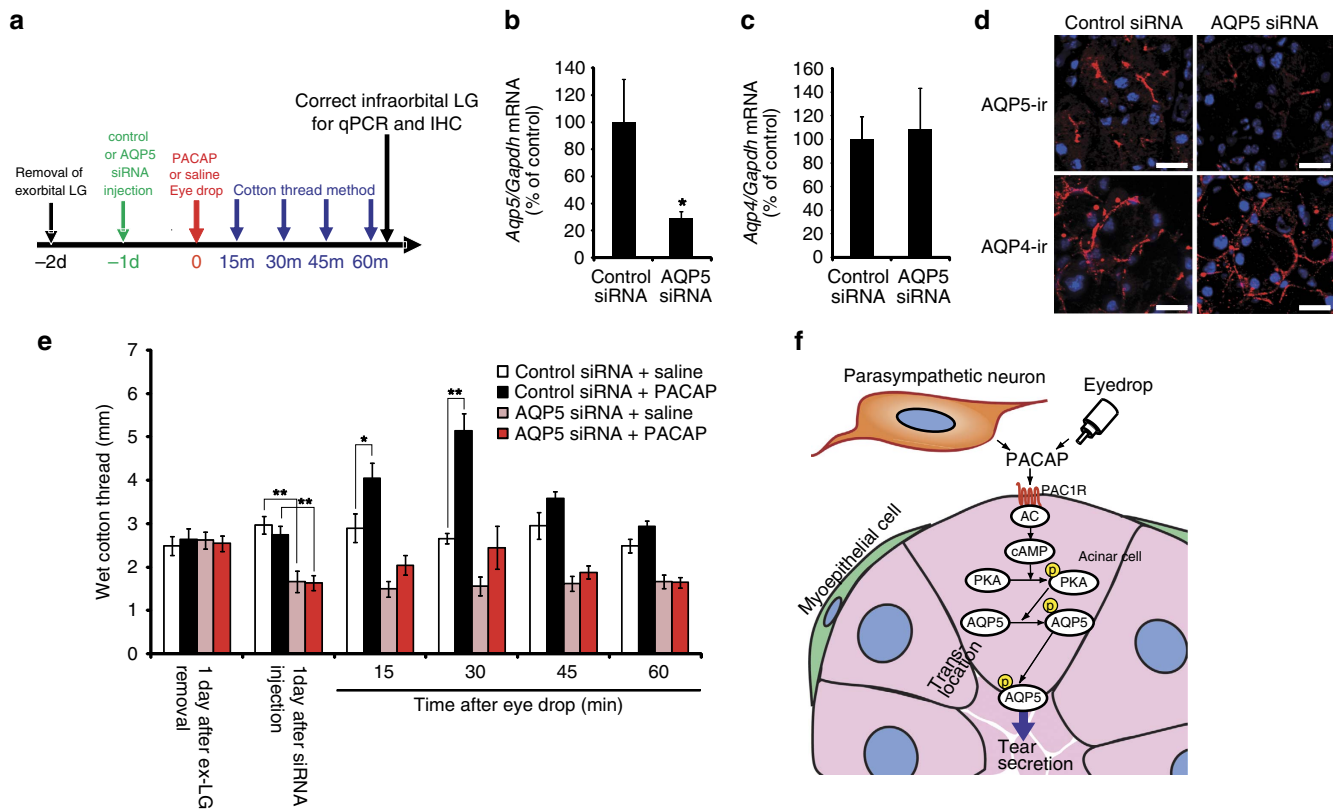 a
Correct infraorbital LG
for qPCR and IHC
control
or AQP5
siRNA
injection
PACAP
or saline
Eye drop
Removal of
exorbital LG
Cotton thread method
–2d
–1d
0
15m
30m
45m
60m
b
Aqp5/Gapdh mRNA
(% of control)
140
120
100
80
60
40
20
0
*
Control
siRNA
AQP5
siRNA
c
Aqp4/Gapdh mRNA
(% of control)
160
140
120
100
80
60
40
20
0
Control
siRNA
AQP5
siRNA
d
Control siRNA
AQP5 siRNA
AQP5-ir
AQP4-ir
e
Wet cotton thread (mm)
7
6
5
4
3
2
1
0
Control siRNA + saline
Control siRNA + PACAP
AQP5 siRNA + saline
AQP5 siRNA + PACAP
**
**
*
**
1 day after ex-LG
removal
1day after siRNA
injection
15
30
45
60
Time after eye drop (min)
f
Parasympathetic neuron
Eyedrop
PACAP
PAC1R
AC
cAMP
Acinar cell
Myoepithelial cell
PKA
p
PKA
AQP5
p
AQP5
Trans-
location
p
AQP5
Tear
secretion